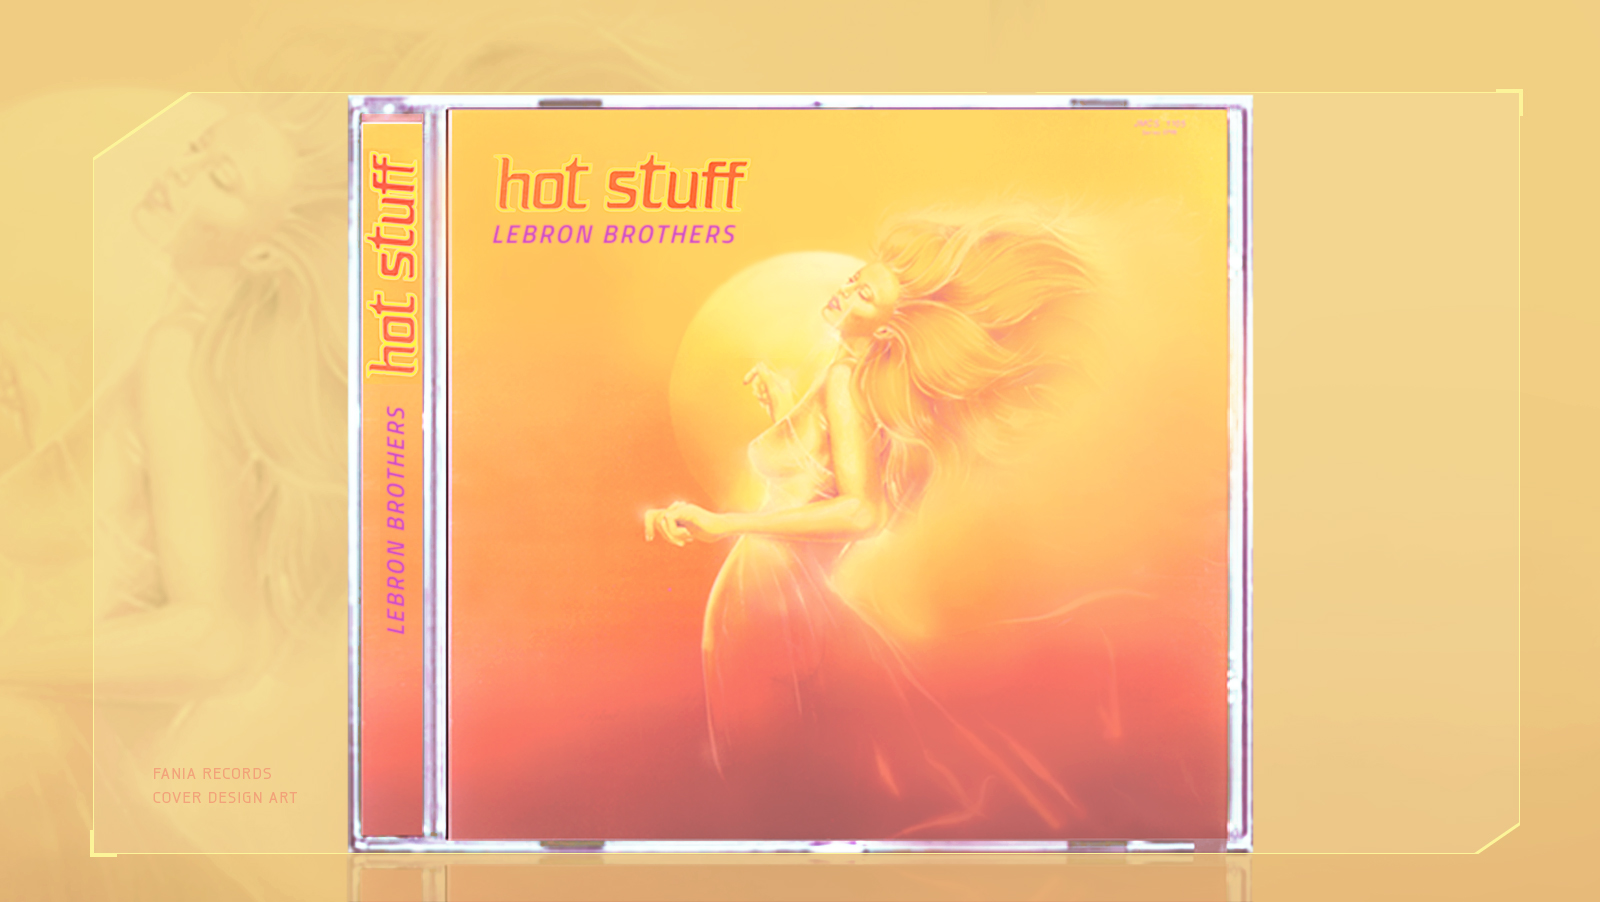 hot stuff
LEBRON BROTHERS
hot stuff
LEBRON BROTHERS
FANIA RECORDS
COVER DESIGN ART